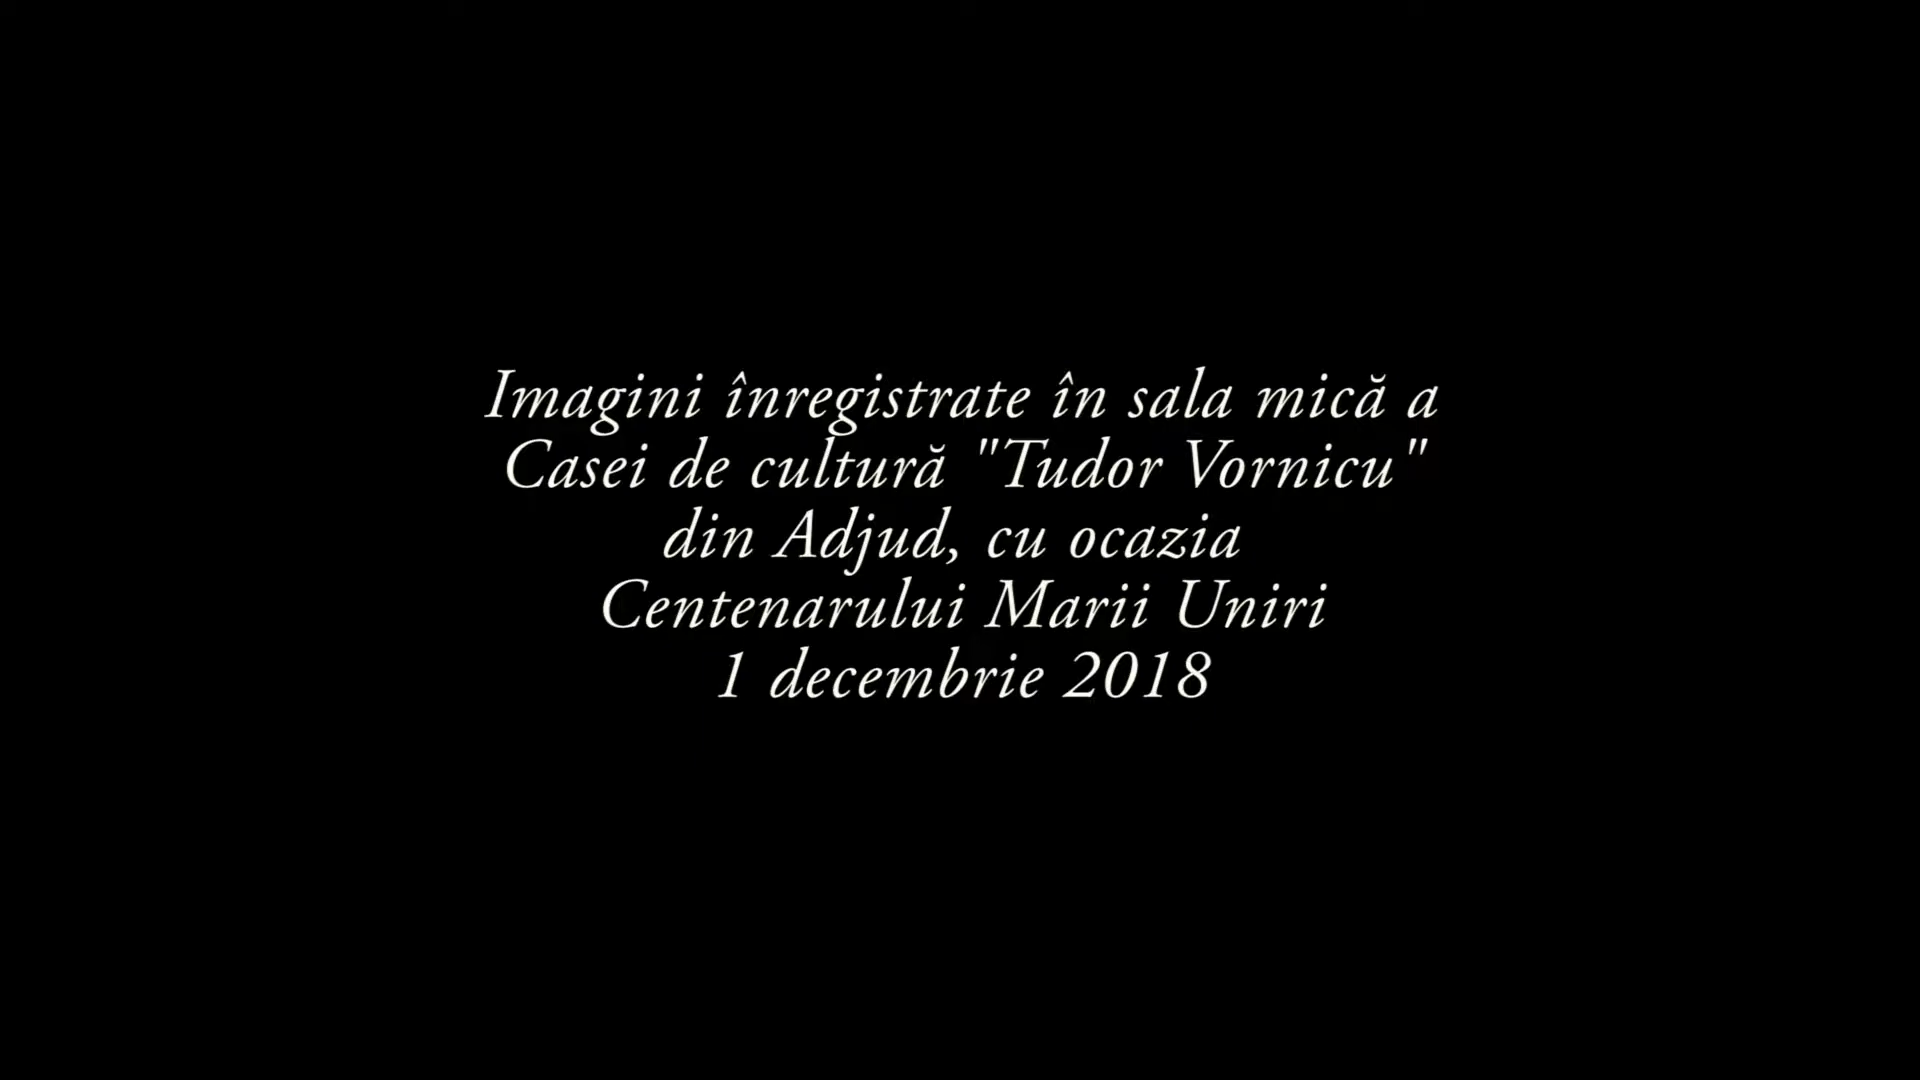 Imagini înregistrate în sala mică a
Casei de cultură "Tudor Vornicu"
din Adjud, cu ocazia
Centenarului Marii Uniri
1 decembrie 2018